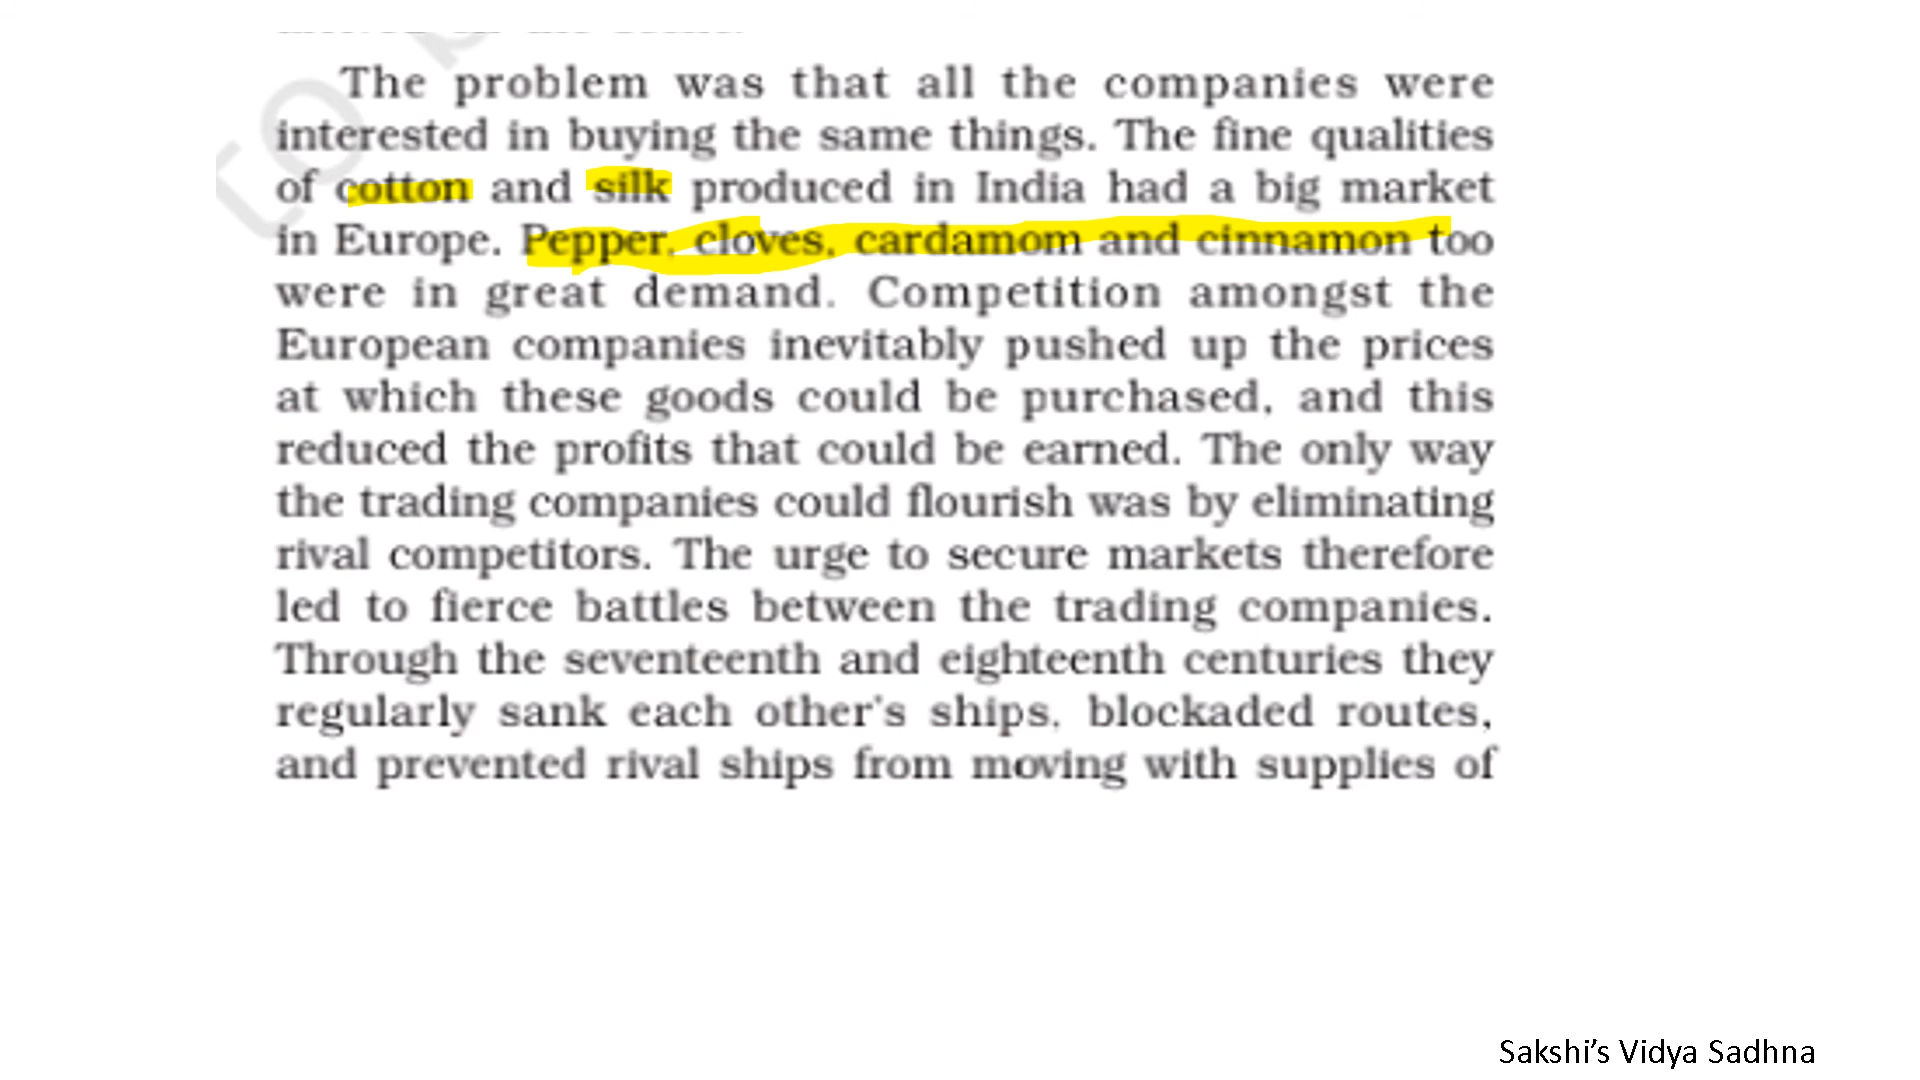 The problem was that all the companies were
interested in buying the same things. The fine qualities
of cotton and silk produced in India had a big market
in Europe. Pepper, cloves, cardamom and cinnamon too
were in great demand. Competition amongst the
European companies inevitably pushed up the prices
at which these goods could be purchased, and this
reduced the profits that could be earned. The only way
the trading companies could flourish was by eliminating
rival competitors. The urge to secure markets therefore
led to fierce battles between the trading companies.
Through the seventeenth and eighteenth centuries they
regularly sank each other's ships, blockaded routes,
and prevented rival ships from moving with supplies of
Sakshi’s Vidya Sadhna